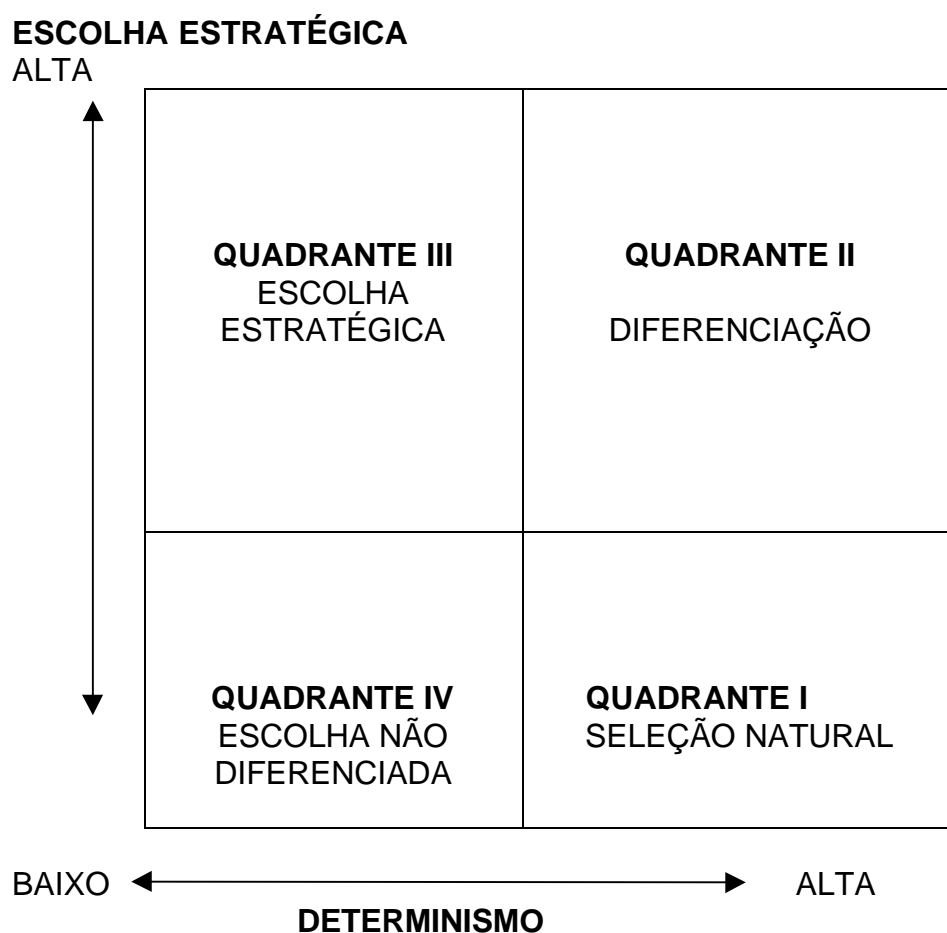 ESCOLHA ESTRATÉGICA
ALTA
QUADRANTE III
ESCOLHA
ESTRATÉGICA
QUADRANTE II
DIFERENCIAÇÃO
QUADRANTE IV
ESCOLHA NÃO
DIFERENCIADA
QUADRANTE I
SELEÇÃO NATURAL
BAIXO
ALTA
DETERMINISMO